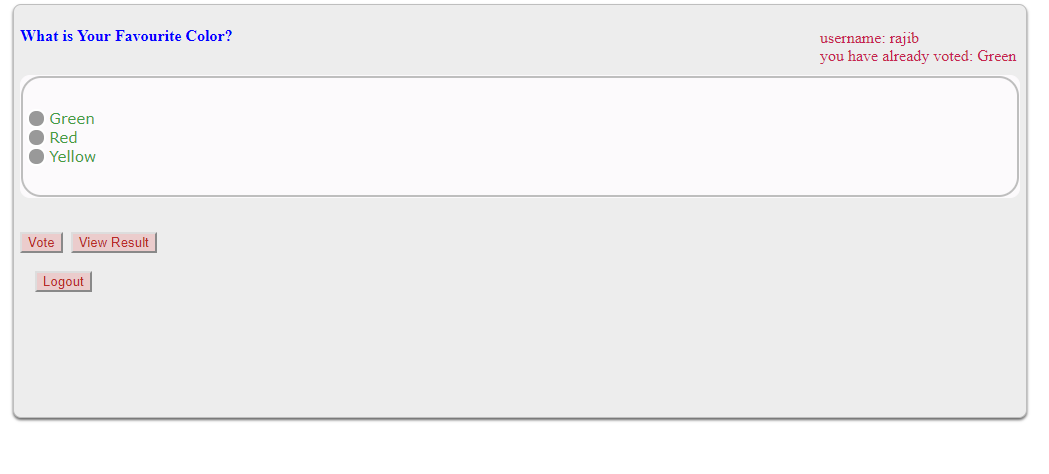 What is Your Favourite Color?
username: rajib
you have already voted: Green
Green
Red
Yellow
Vote View Result
Logout